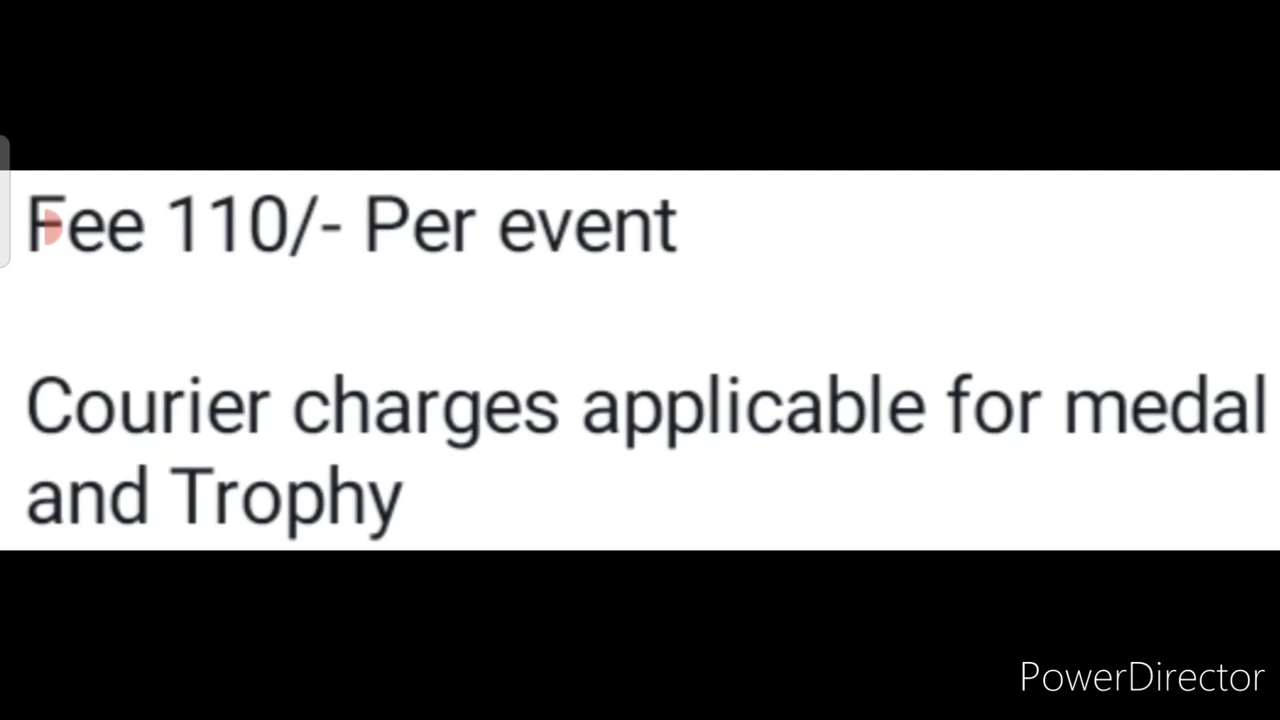 Fee 110/- Per event
Courier charges applicable for medal
and Trophy
PowerDirector